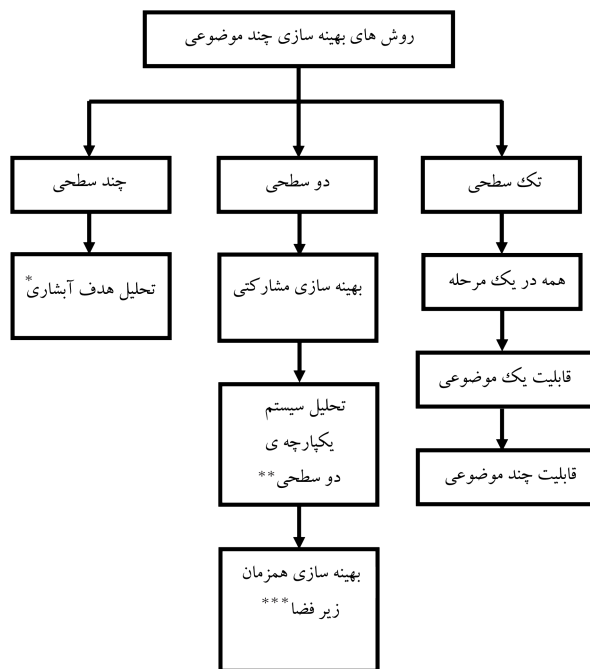 روش های بهینه سازی چند موضوعی
تک سطحی
دو سطحی
چند سطحی
همه در یک مرحله
بهینه سازی مشارکتی
تحلیل هدف آبشاری*
قابلیت یک موضوعی
تحلیل سیستم
یکپارچه ی
دو سطحی**
قابلیت چند موضوعی
بهینه سازی همزمان
زیر فضا***